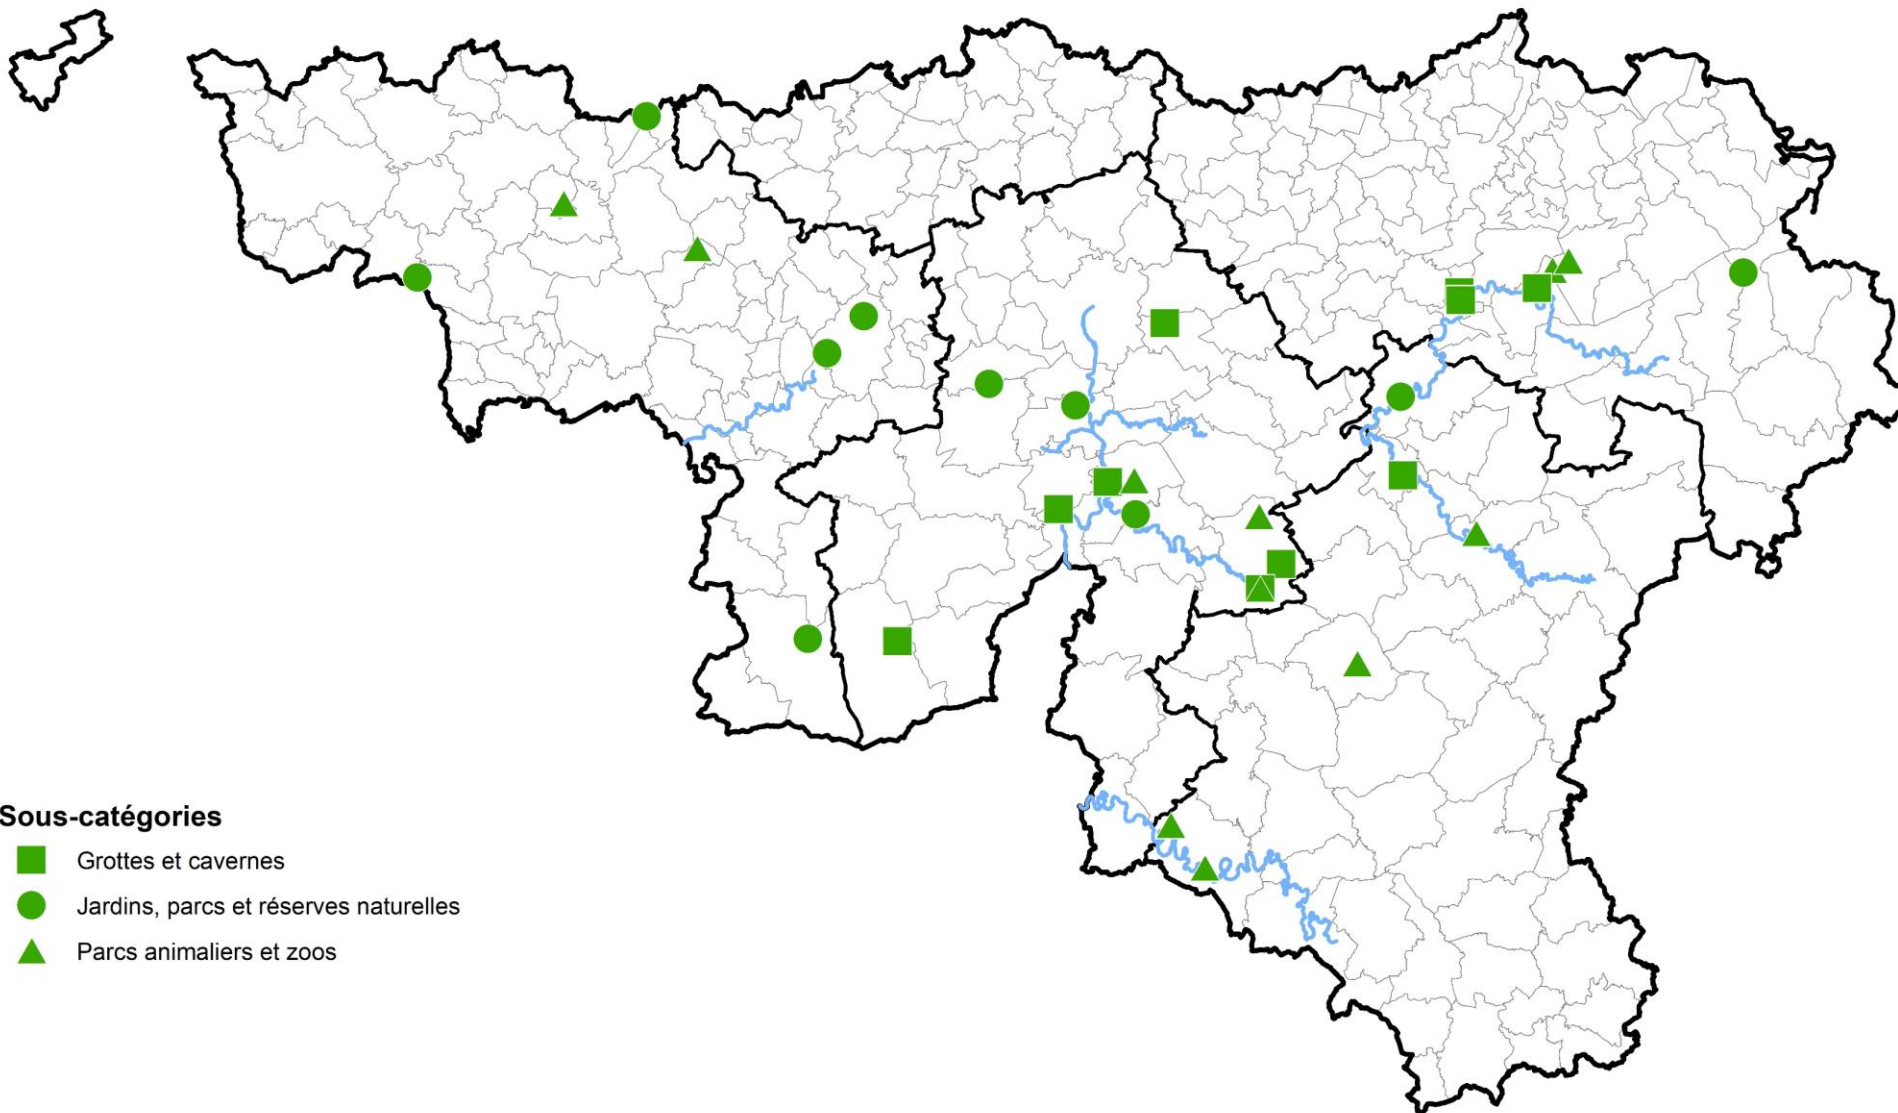 Sous-catégories
Grottes et cavernes
Jardins, parcs et réserves naturelles
Parcs animaliers et zoos